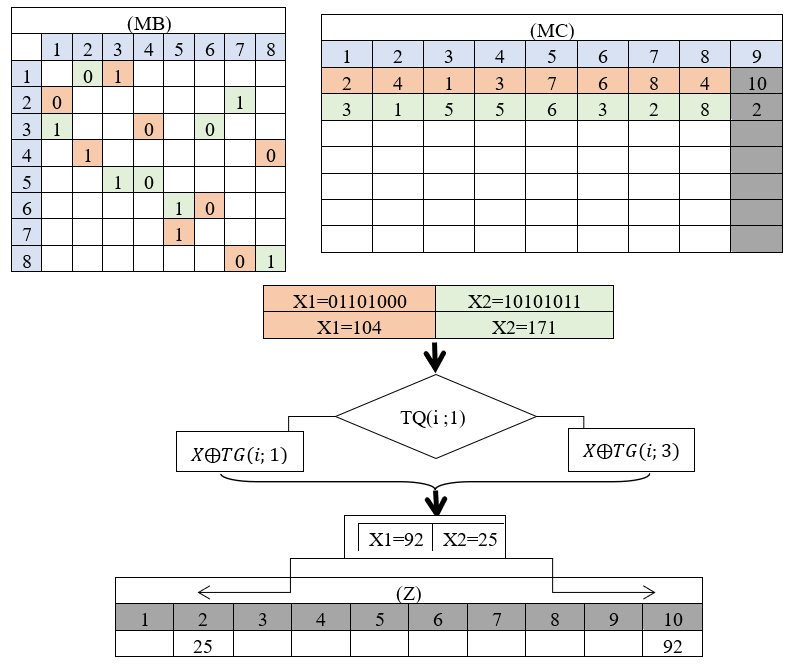 (MB)
1 2 3 4 5 6 7 8
1 0 1
2 0 1
3 1 0 0
4 1 0
5 1 0
6 1 0
7 1
8 0 1
(MC)
1 2 3 4 5 6 7 8 9
2 4 1 3 7 6 8 4 10
3 1 5 5 6 3 2 8 2
X1=01101000 X2=10101011
X1=104 X2=171
TQ(i ;1)
X⊕TG(i; 1)
X⊕TG(i; 3)
X1=92 X2=25
(Z)
1 2 3 4 5 6 7 8 9 10
25 92